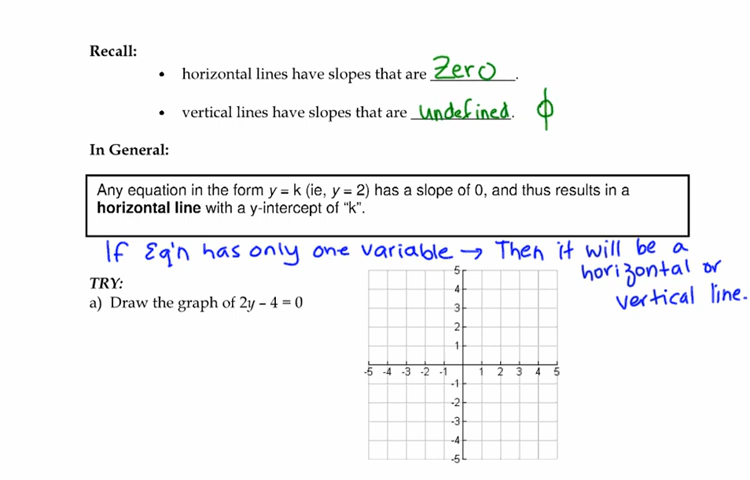 Recall:
• horizontal lines have slopes that are Zero.
• vertical lines have slopes that are undefined. ϕ
In General:
Any equation in the form y = k (ie, y = 2) has a slope of 0, and thus results in a
horizontal line with a y-intercept of “k”.
If Eq'n has only one variable → Then it will be a
horizontal or
vertical line.
TRY:
a) Draw the graph of 2y – 4 = 0
5
4
3
2
1
-5 -4 -3 -2 -1 1 2 3 4 5
-1
-2
-3
-4
-5